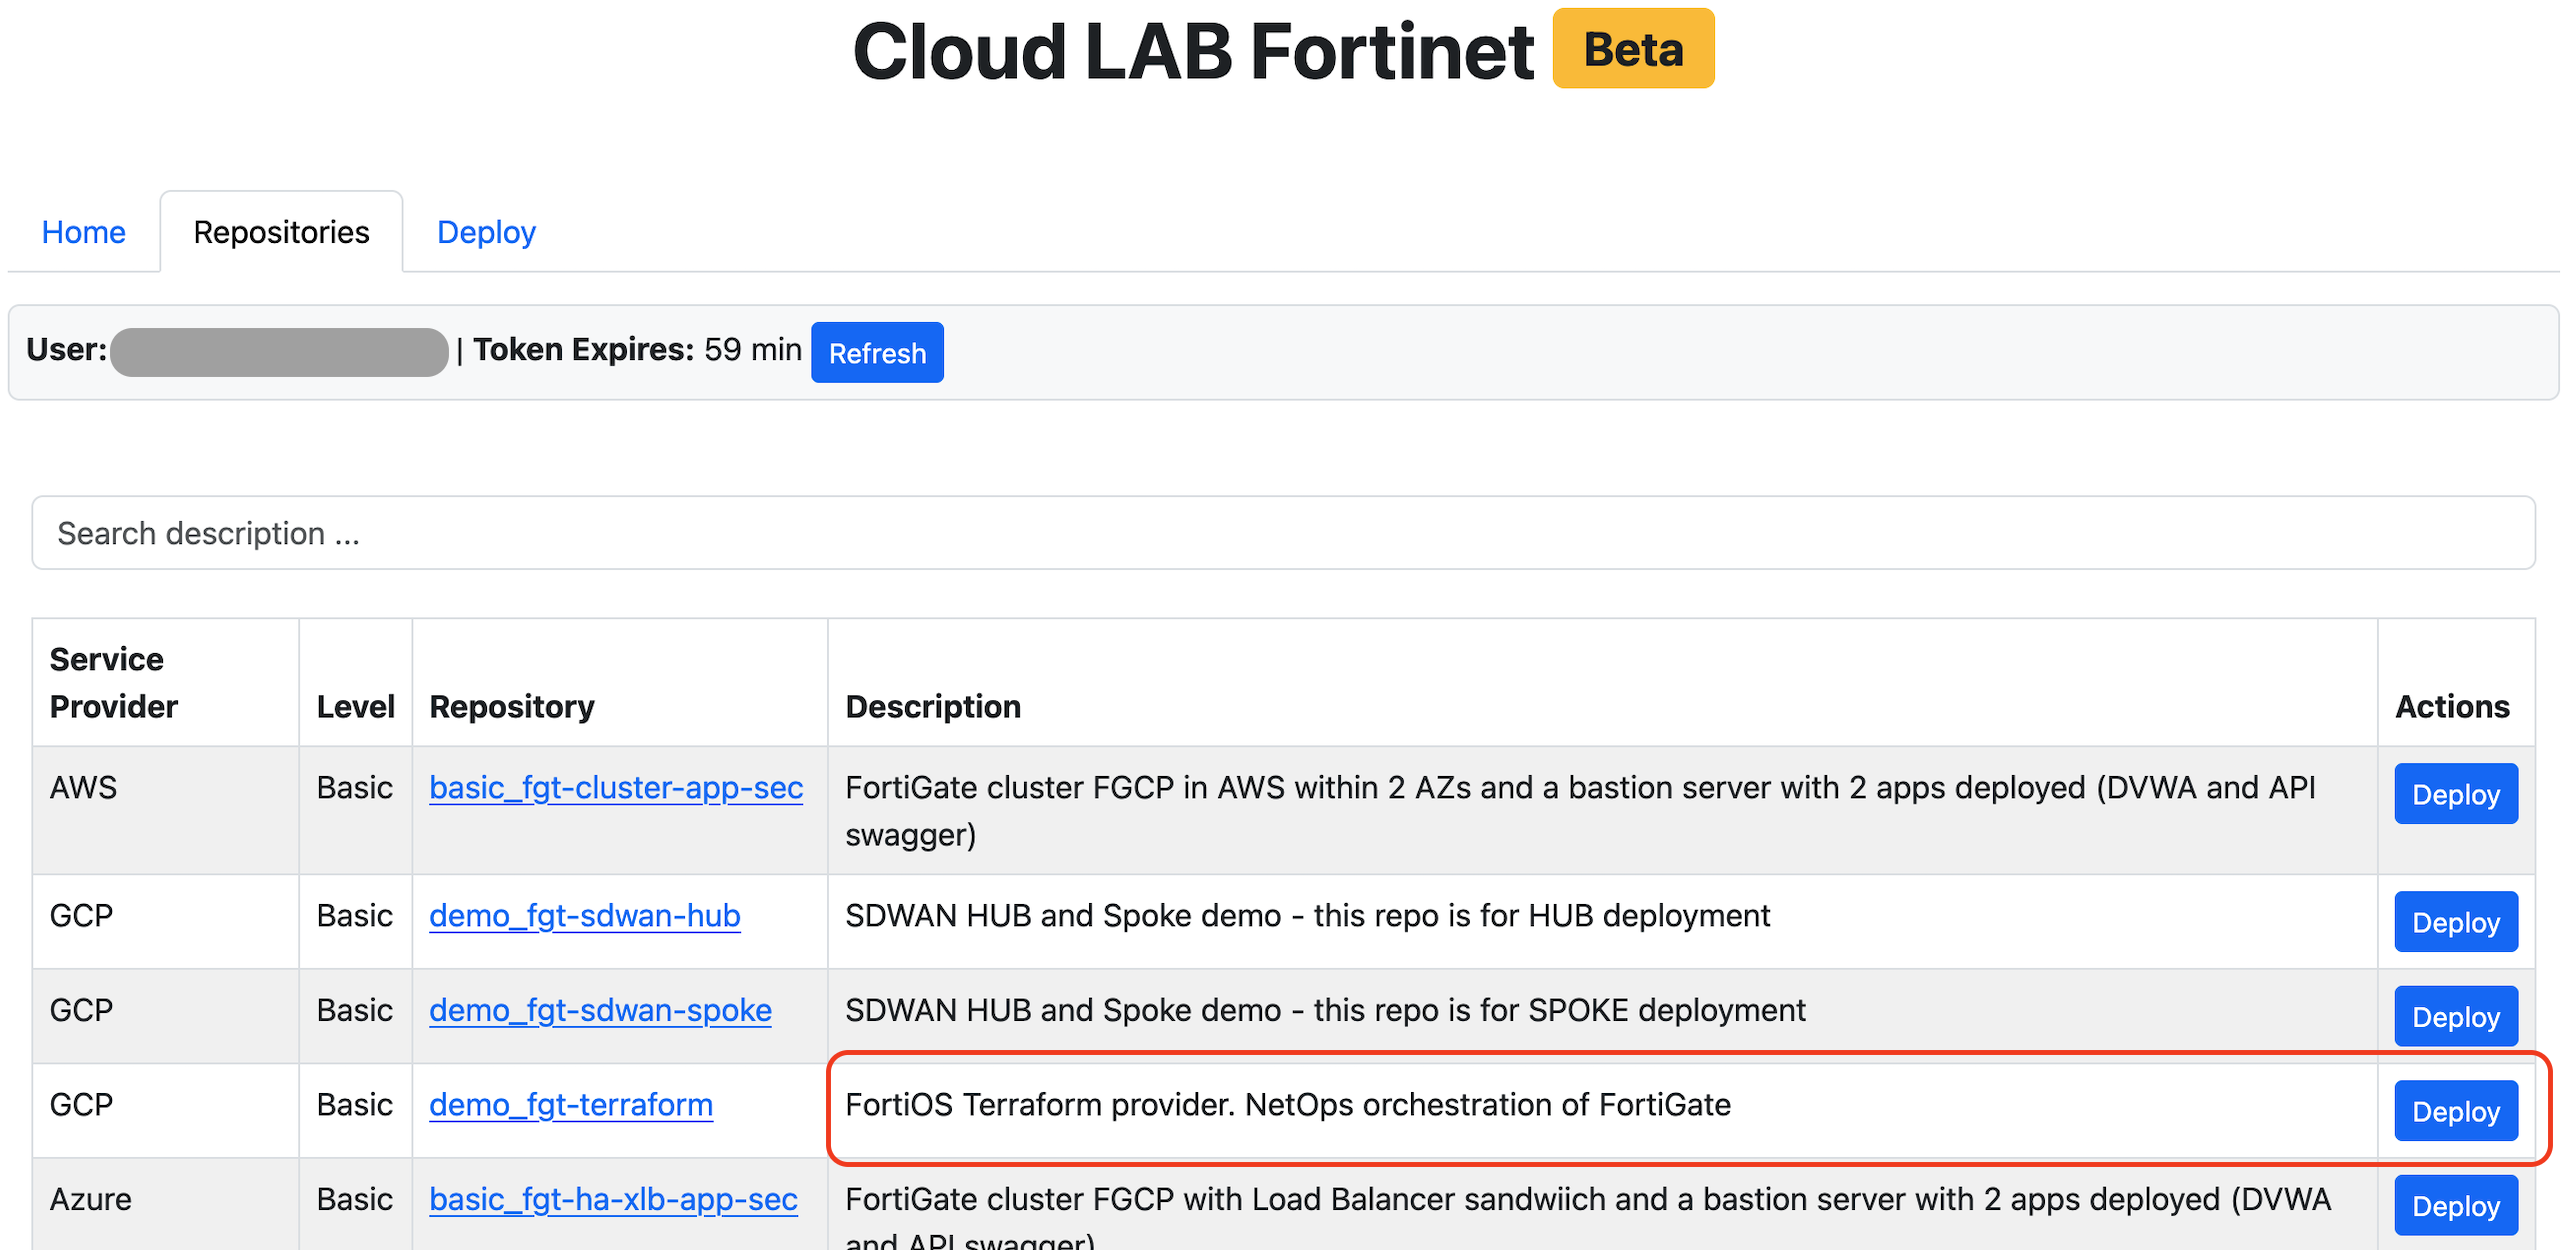 Cloud LAB Fortinet Beta
Home Repositories Deploy
User: | Token Expires: 59 min Refresh
Search description ...
Service
Provider Level Repository Description Actions
AWS Basic basic_fgt-cluster-app-sec FortiGate cluster FGCP in AWS within 2 AZs and a bastion server with 2 apps deployed (DVWA and API Deploy
swagger)
GCP Basic demo_fgt-sdwan-hub SDWAN HUB and Spoke demo - this repo is for HUB deployment Deploy
GCP Basic demo_fgt-sdwan-spoke SDWAN HUB and Spoke demo - this repo is for SPOKE deployment Deploy
GCP Basic demo_fgt-terraform FortiOS Terraform provider. NetOps orchestration of FortiGate Deploy
Azure Basic basic_fgt-ha-xlb-app-sec FortiGate cluster FGCP with Load Balancer sandwiich and a bastion server with 2 apps deployed (DVWA Deploy
and API swagger)